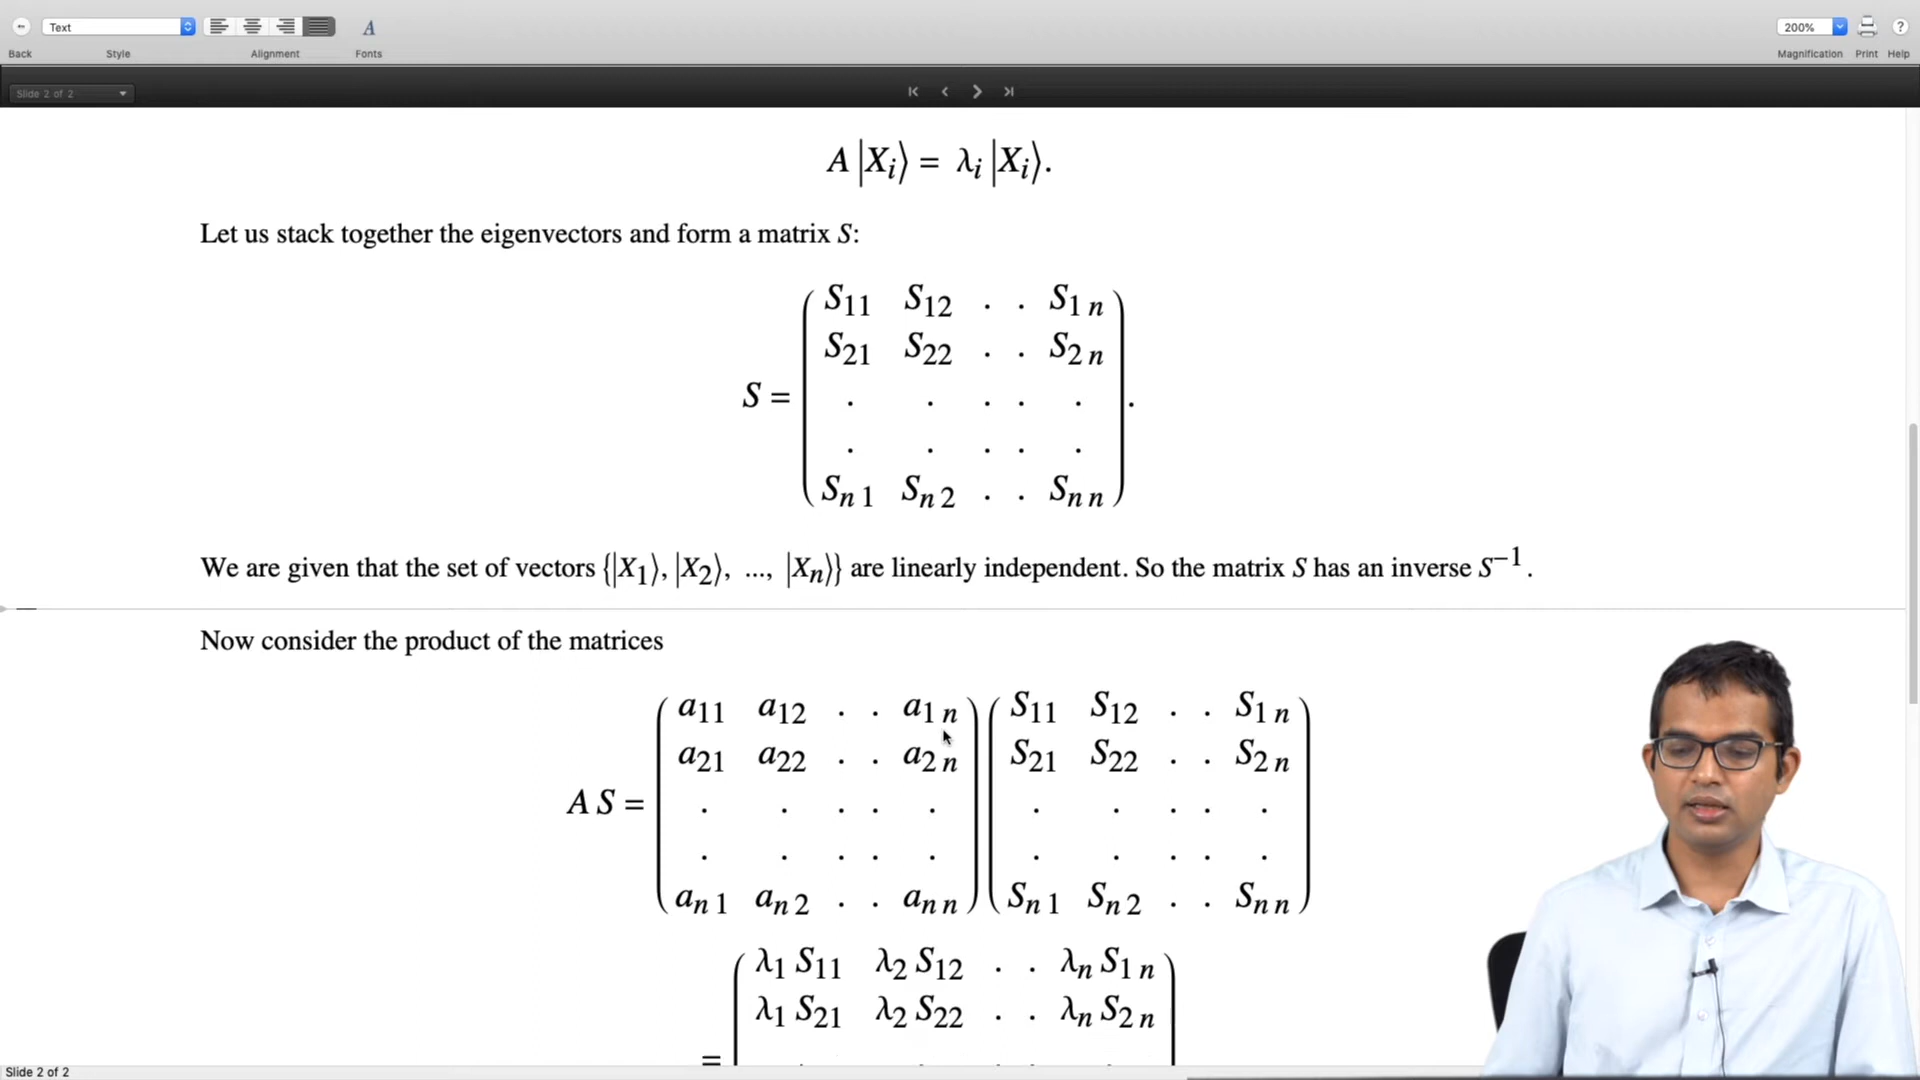 Text
200%
Back Style Alignment Fonts Magnification Print Help
Slide 2 of 2
A |Xᵢ⟩ = λᵢ |Xᵢ⟩.
Let us stack together the eigenvectors and form a matrix S:
S₁₁ S₁₂ . . S₁ₙ
S₂₁ S₂₂ . . S₂ₙ
S = . . . . . .
. . . . .
Sₙ₁ Sₙ₂ . . Sₙₙ
We are given that the set of vectors {|X₁⟩, |X₂⟩, ..., |Xₙ⟩} are linearly independent. So the matrix S has an inverse S⁻¹.
Now consider the product of the matrices
a₁₁ a₁₂ . . a₁ₙ S₁₁ S₁₂ . . S₁ₙ
a₂₁ a₂₂ . . a₂ₙ S₂₁ S₂₂ . . S₂ₙ
A S = . . . . . . . . . .
. . . . . . . . . .
aₙ₁ aₙ₂ . . aₙₙ Sₙ₁ Sₙ₂ . . Sₙₙ
λ₁ S₁₁ λ₂ S₁₂ . . λₙ S₁ₙ
λ₁ S₂₁ λ₂ S₂₂ . . λₙ S₂ₙ
=
Slide 2 of 2